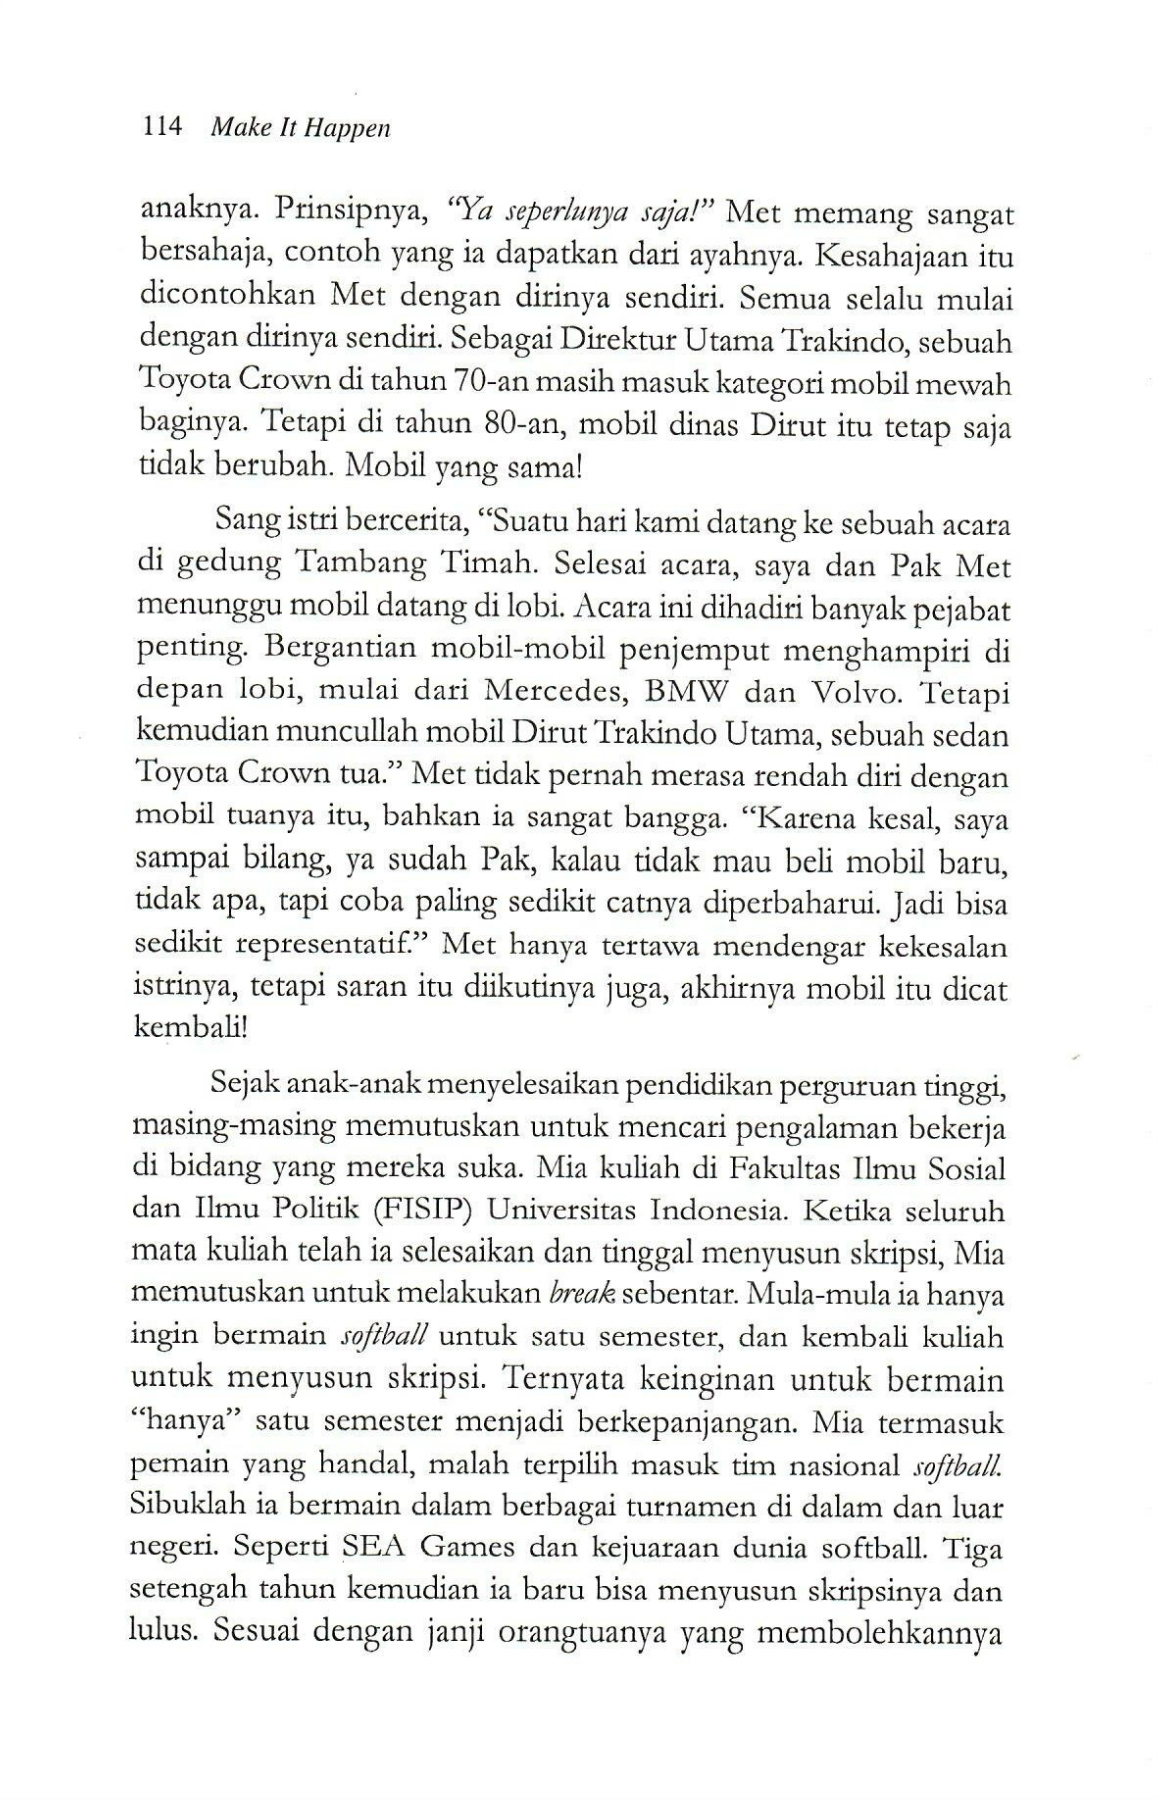 114 Make It Happen
anaknya. Prinsipnya, “Ya seperlunya saja!” Met memang sangat
bersahaja, contoh yang ia dapatkan dari ayahnya. Kesahajaan itu
dicontohkan Met dengan dirinya sendiri. Semua selalu mulai
dengan dirinya sendiri. Sebagai Direktur Utama Trakindo, sebuah
Toyota Crown di tahun 70-an masih masuk kategori mobil mewah
baginya. Tetapi di tahun 80-an, mobil dinas Dirut itu tetap saja
tidak berubah. Mobil yang sama!
Sang istri bercerita, “Suatu hari kami datang ke sebuah acara
di gedung Tambang Timah. Selesai acara, saya dan Pak Met
menunggu mobil datang di lobi. Acara ini dihadiri banyak pejabat
penting. Bergantian mobil-mobil penjemput menghampiri di
depan lobi, mulai dari Mercedes, BMW dan Volvo. Tetapi
kemudian muncullah mobil Dirut Trakindo Utama, sebuah sedan
Toyota Crown tua.” Met tidak pernah merasa rendah diri dengan
mobil tuanya itu, bahkan ia sangat bangga. “Karena kesal, saya
sampai bilang, ya sudah Pak, kalau tidak mau beli mobil baru,
tidak apa, tapi coba paling sedikit catnya diperbaharui. Jadi bisa
sedikit representatif.” Met hanya tertawa mendengar kekesalan
istrinya, tetapi saran itu diikutinya juga, akhirnya mobil itu dicat
kembali!
Sejak anak-anak menyelesaikan pendidikan perguruan tinggi,
masing-masing memutuskan untuk mencari pengalaman bekerja
di bidang yang mereka suka. Mia kuliah di Fakultas Ilmu Sosial
dan Ilmu Politik (FISIP) Universitas Indonesia. Ketika seluruh
mata kuliah telah ia selesaikan dan tinggal menyusun skripsi, Mia
memutuskan untuk melakukan break sebentar. Mula-mula ia hanya
ingin bermain softball untuk satu semester, dan kembali kuliah
untuk menyusun skripsi. Ternyata keinginan untuk bermain
“hanya” satu semester menjadi berkepanjangan. Mia termasuk
pemain yang handal, malah terpilih masuk tim nasional softball.
Sibuklah ia bermain dalam berbagai turnamen di dalam dan luar
negeri. Seperti SEA Games dan kejuaraan dunia softball. Tiga
setengah tahun kemudian ia baru bisa menyusun skripsinya dan
lulus. Sesuai dengan janji orangtuanya yang membolehkannya